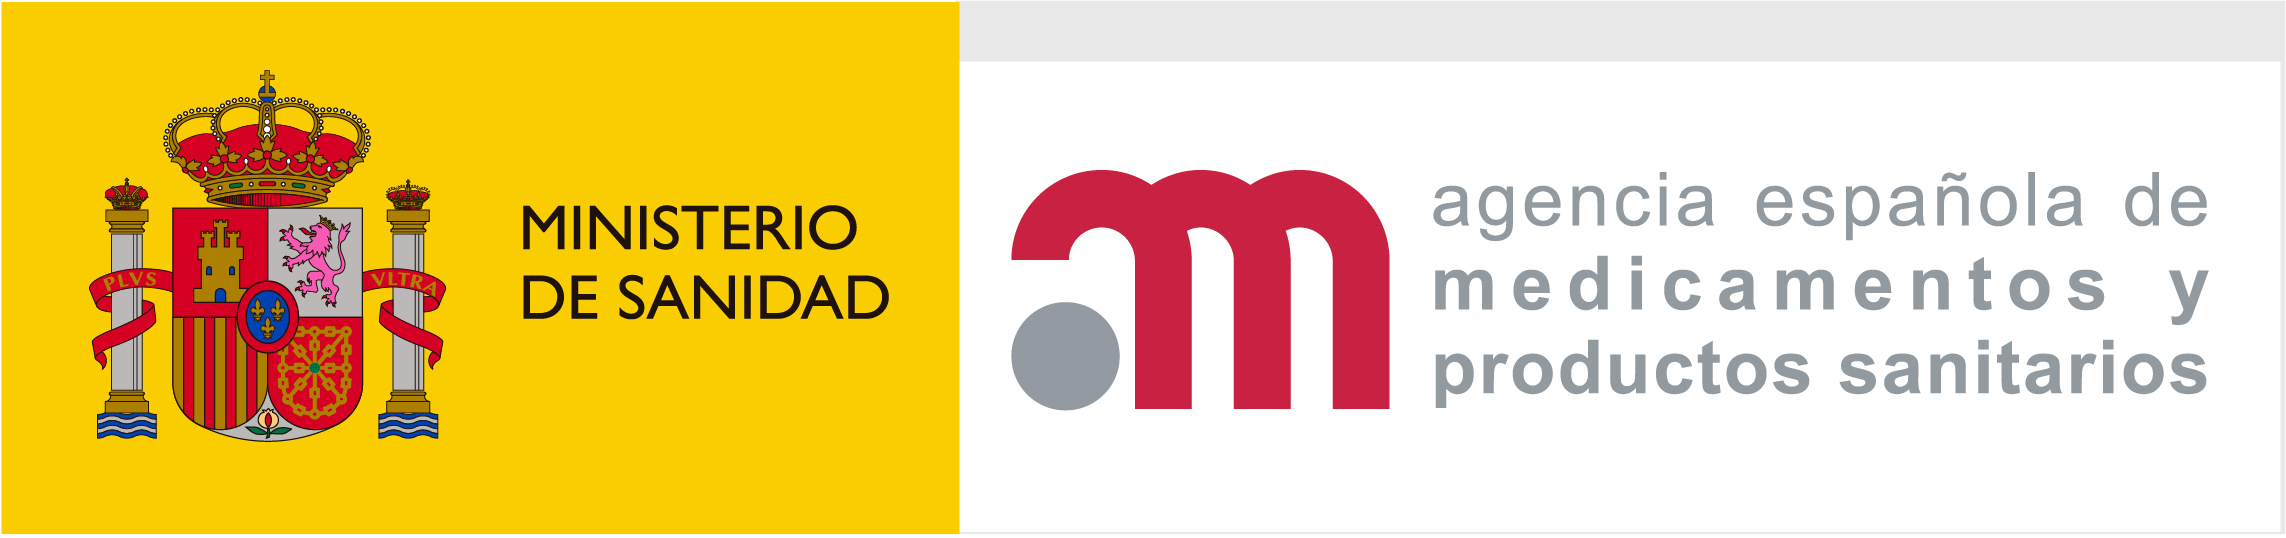 PLVS
VLTRA
MINISTERIO
DE SANIDAD
agencia española de
medicamentos y
productos sanitarios